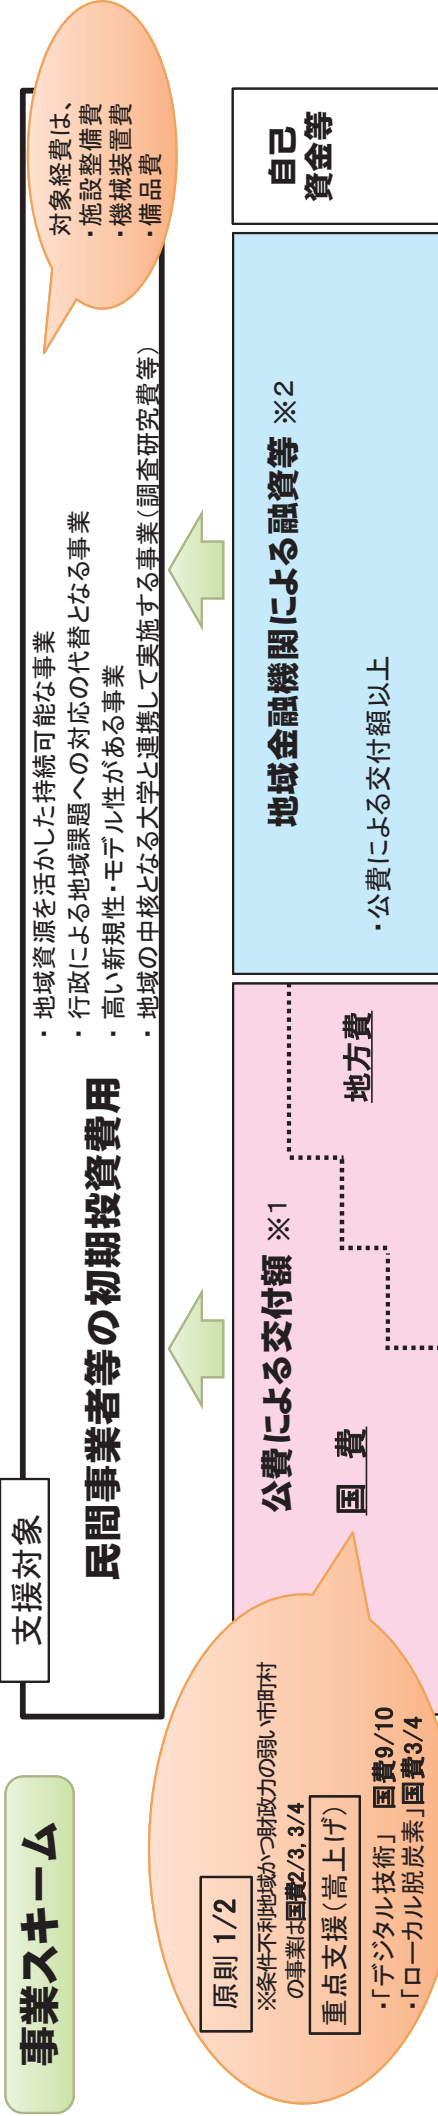 事業スキーム
支援対象
民間事業者等の初期投資費用
・地域資源を活かした持続可能な事業
・行政による地域課題への対応の代替となる事業
・高い新規性・モデル性がある事業
・地域の中核となる大学と連携して実施する事業(調査研究費等)
対象経費は、
・施設整備費
・機械装置費
・備品費
原則 1/2
※条件不利地域かつ財政力の弱い市町村
の事業は国費2/3, 3/4
重点支援(嵩上げ)
・「デジタル技術」 国費9/10
・「ローカル脱炭素」国費3/4
公費による交付額 ※1
国 費
地方費
地域金融機関による融資等 ※2
・公費による交付額以上
自己
資金等